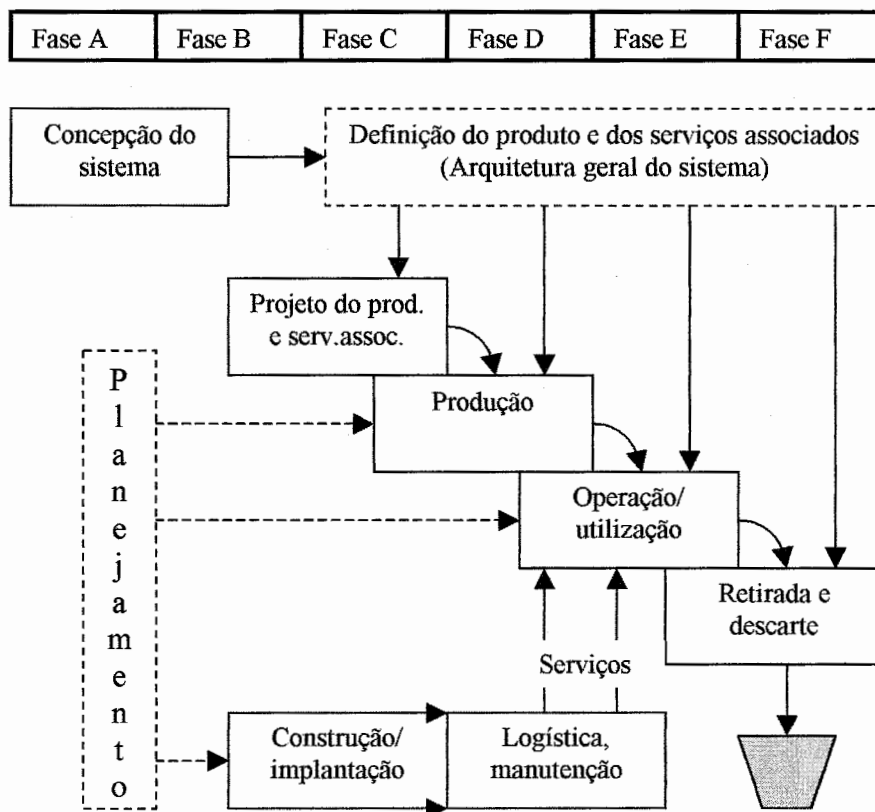 Fase A Fase B Fase C Fase D Fase E Fase F
Concepção do
sistema
Definição do produto e dos serviços associados
(Arquitetura geral do sistema)
Projeto do prod.
e serv.assoc.
Produção
Operação/
utilização
Retirada e
descarte
Planejamento
Serviços
Construção/
implantação
Logística,
manutenção